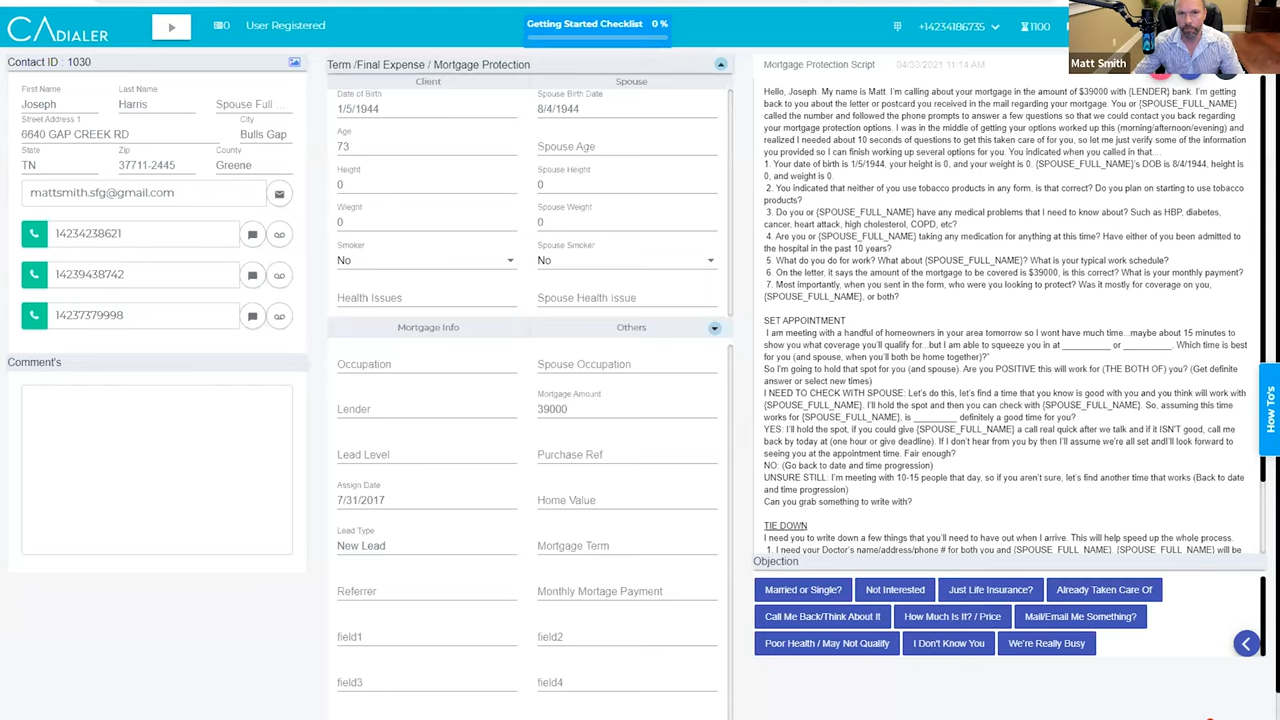 CA DIALER
0
User Registered
Getting Started Checklist 0 %
+14234186735
1100
Matt Smith
Contact ID : 1030
First Name
Last Name
Joseph
Harris
Spouse Full ...
Street Address 1
City
6640 GAP CREEK RD
Bulls Gap
State
Zip
County
TN
37711-2445
Greene
mattsmith.sfg@gmail.com
14234238621
14239438742
14237379998
Comment's
Term /Final Expense / Mortgage Protection
Client
Spouse
Date of Birth
Spouse Birth Date
1/5/1944
8/4/1944
Age
73
Spouse Age
Height
Spouse Height
0
0
Wieght
Spouse Weight
0
0
Smoker
Spouse Smoker
No
No
Health Issues
Spouse Health Issue
Mortgage Info
Others
Occupation
Spouse Occupation
Mortgage Amount
Lender
39000
Lead Level
Purchase Ref
Assign Date
7/31/2017
Home Value
Lead Type
New Lead
Mortgage Term
Referrer
Monthly Mortage Payment
field1
field2
field3
field4
Mortgage Protection Script
04/30/2021 11:14 AM
Hello, Joseph. My name is Matt. I'm calling about your mortgage in the amount of $39000 with {LENDER} bank. I'm getting
back to you about the letter or postcard you received in the mail regarding your mortgage. You or {SPOUSE_FULL_NAME}
called the number and followed the phone prompts to answer a few questions so that we could contact you back regarding
your mortgage protection options. I was in the middle of getting your options worked up this (morning/afternoon/evening) and
realized I needed about 10 seconds of questions to get this taken care of for you, so let me just verify some of the information
you provided so I can finish working up several options for you. You indicated when you called in that....
1. Your date of birth is 1/5/1944. your height is 0, and your weight is 0. {SPOUSE_FULL_NAME}'s DOB is 8/4/1944, height is
0, and weight is 0.
2. You indicated that neither of you use tobacco products in any form, is that correct? Do you plan on starting to use tobacco
products?
3. Do you or {SPOUSE_FULL_NAME} have any medical problems that I need to know about? Such as HBP, diabetes,
cancer, heart attack, high cholesterol, COPD, etc?
4. Are you or {SPOUSE_FULL_NAME} taking any medication for anything at this time? Have either of you been admitted to
the hospital in the past 10 years?
5. What do you do for work? What about {SPOUSE_FULL_NAME}? What is your typical work schedule?
6. On the letter, it says the amount of the mortgage to be covered is $39000, is this correct? What is your monthly payment?
7. Most importantly, when you sent in the form, who were you looking to protect? Was it mostly for coverage on you,
{SPOUSE_FULL_NAME}, or both?
SET APPOINTMENT
I am meeting with a handful of homeowners in your area tomorrow so I wont have much time...maybe about 15 minutes to
show you what coverage you'll qualify for...but I am able to squeeze you in at __________ or __________. Which time is best
for you (and spouse, when you'll both be home together)?"
So I'm going to hold that spot for you (and spouse). Are you POSITIVE this will work for (THE BOTH OF) you? (Get definite
answer or select new times)
I NEED TO CHECK WITH SPOUSE: Let's do this, let's find a time that you know is good with you and you think will work with
{SPOUSE_FULL_NAME}. I'll hold the spot and then you can check with {SPOUSE_FULL_NAME}. So, assuming this time
works for {SPOUSE_FULL_NAME}, is _________ definitely a good time for you?
YES: I'll hold the spot, if you could give {SPOUSE_FULL_NAME} a call real quick after we talk and if it ISN'T good, call me
back by today at (one hour or give deadline). If I don't hear from you by then I'll assume we're all set andI'll look forward to
seeing you at the appointment time. Fair enough?
NO: (Go back to date and time progression)
UNSURE STILL: I'm meeting with 10-15 people that day, so if you aren't sure, let's find another time that works (Back to date
and time progression)
Can you grab something to write with?
TIE DOWN
I need you to write down a few things that you'll need to have out when I arrive. This will help speed up the whole process.
1. I need your Doctor's name/address/phone # for both you and {SPOUSE_FULL_NAME}. {SPOUSE_FULL_NAME} will be
Objection
Married or Single?
Not Interested
Just Life Insurance?
Already Taken Care Of
Call Me Back/Think About It
How Much Is It? / Price
Mail/Email Me Something?
Poor Health / May Not Qualify
I Don't Know You
We're Really Busy
How To's